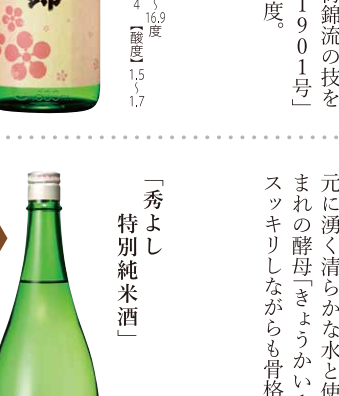 錦流の技を
1901号」
度。
～16.9度
4 【酸度】1.5～1.7
錦
元に湧く清らかな水と使
まれの酵母「きょうかい
スッキリしながらも骨格
「秀よし
特別純米酒」